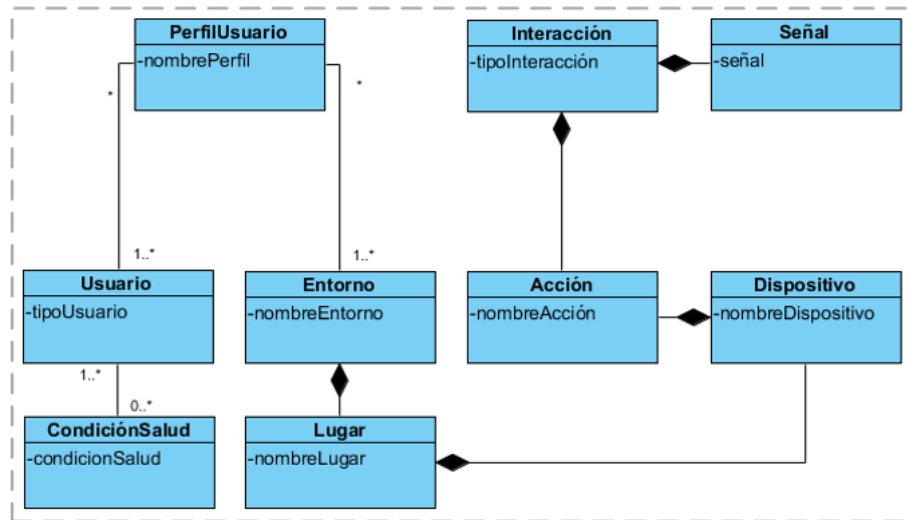 PerfilUsuario
-nombrePerfil
Interacción
-tipoInteracción
Señal
-señal
*
*
1..*
1..*
Usuario
-tipoUsuario
Entorno
-nombreEntorno
Acción
-nombreAcción
Dispositivo
-nombreDispositivo
1..*
0..*
CondiciónSalud
-condicionSalud
Lugar
-nombreLugar